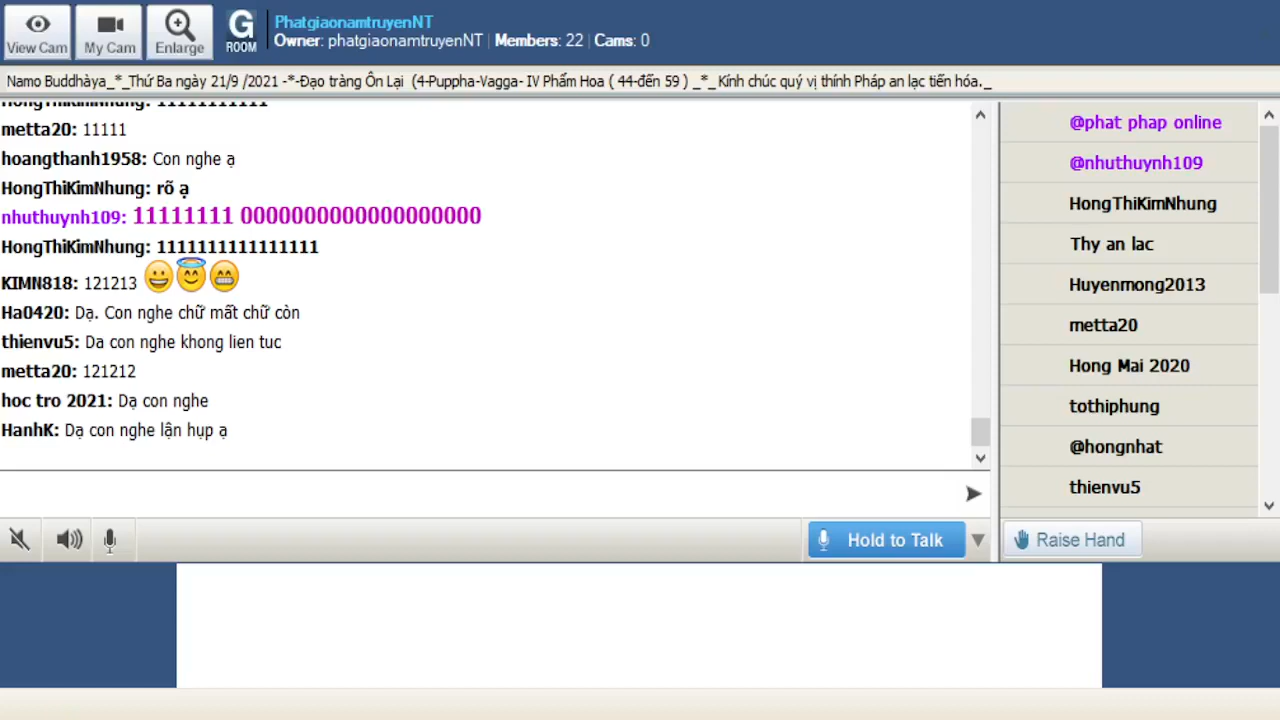 View Cam
My Cam
Enlarge
G ROOM
PhatgiaonamtruyenNT
Owner: phatgiaonamtruyenNT | Members: 22 | Cams: 0
Namo Buddhàya_*_Thứ Ba ngày 21/9 /2021 -*-Đạo tràng Ôn Lại (4-Puppha-Vagga- IV Phẩm Hoa ( 44-đến 59 ) _*_ Kính chúc quý vị thính Pháp an lạc tiến hóa._
HongThiKimNhung: 11111111111
metta20: 11111
hoangthanh1958: Con nghe ạ
HongThiKimNhung: rõ ạ
nhuthuynh109: 11111111 0000000000000000000
HongThiKimNhung: 1111111111111111
KIMN818: 121213
Ha0420: Dạ. Con nghe chữ mất chữ còn
thienvu5: Da con nghe khong lien tuc
metta20: 121212
hoc tro 2021: Dạ con nghe
HanhK: Dạ con nghe lận hụp ạ
@phat phap online
@nhuthuynh109
HongThiKimNhung
Thy an lac
Huyenmong2013
metta20
Hong Mai 2020
tothiphung
@hongnhat
thienvu5
Hold to Talk
Raise Hand